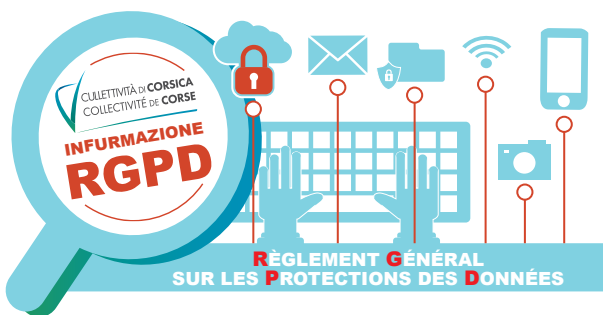 CULLETTIVITÀ DI CORSICA
COLLECTIVITÉ DE CORSE
INFURMAZIONE
RGPD
RÈGLEMENT GÉNÉRAL
SUR LES PROTECTIONS DES DONNÉES